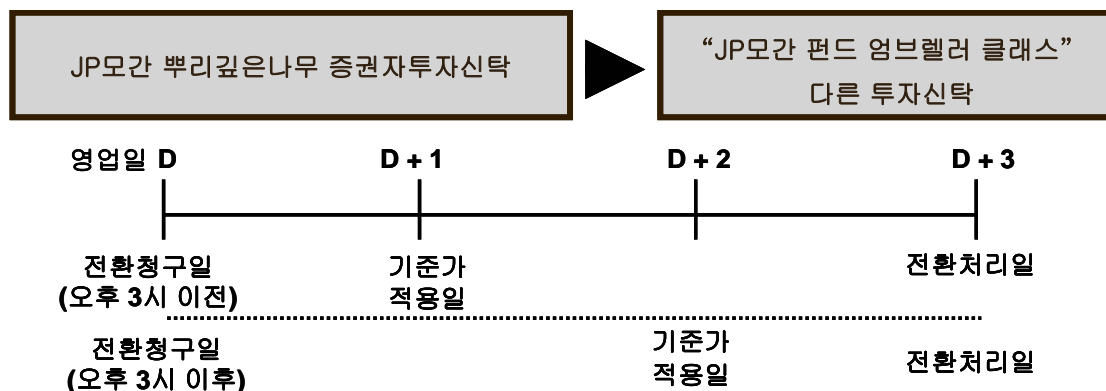 JP모간 뿌리깊은나무 증권자투자신탁
“JP모간 펀드 엄브렐러 클래스”
다른 투자신탁
영업일 D
D + 1
D + 2
D + 3
전환청구일
(오후 3시 이전)
기준가
적용일
전환처리일
전환청구일
(오후 3시 이후)
기준가
적용일
전환처리일